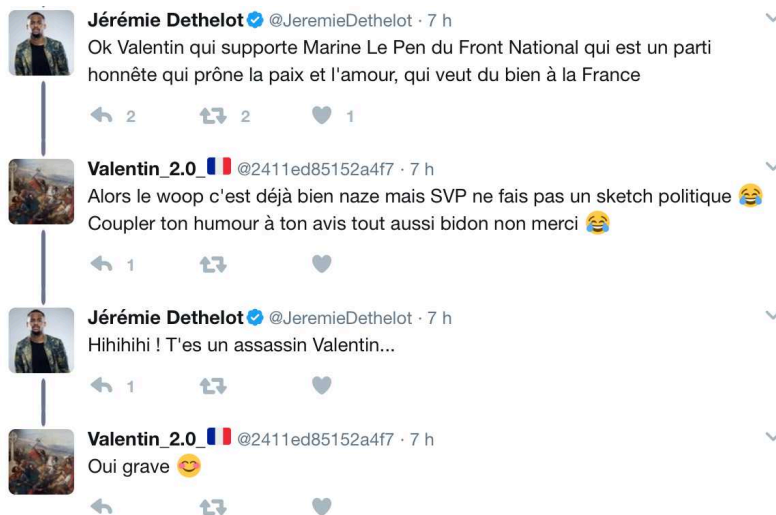 Jérémie Dethelot @JeremieDethelot · 7 h
Ok Valentin qui supporte Marine Le Pen du Front National qui est un parti
honnête qui prône la paix et l'amour, qui veut du bien à la France
2 2 1
Valentin_2.0_🇫🇷 @2411ed85152a4f7 · 7 h
Alors le woop c'est déjà bien naze mais SVP ne fais pas un sketch politique 😂
Coupler ton humour à ton avis tout aussi bidon non merci 😂
1
Jérémie Dethelot @JeremieDethelot · 7 h
Hihihihi ! T'es un assassin Valentin...
1
Valentin_2.0_🇫🇷 @2411ed85152a4f7 · 7 h
Oui grave 😊